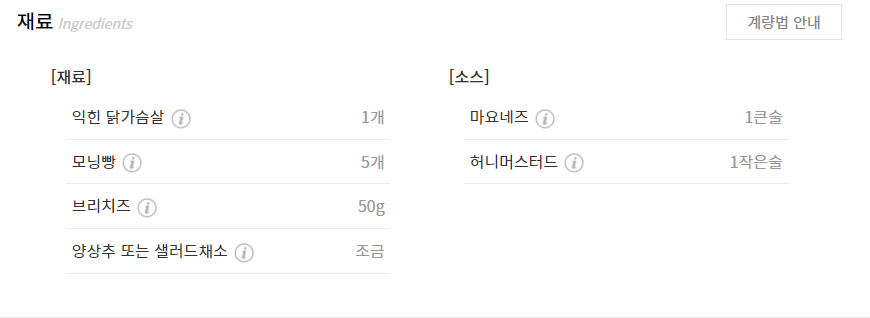 재료 Ingredients
계량법 안내
[재료]
익힌 닭가슴살 1개
모닝빵 5개
브리치즈 50g
양상추 또는 샐러드채소 조금
[소스]
마요네즈 1큰술
허니머스터드 1작은술